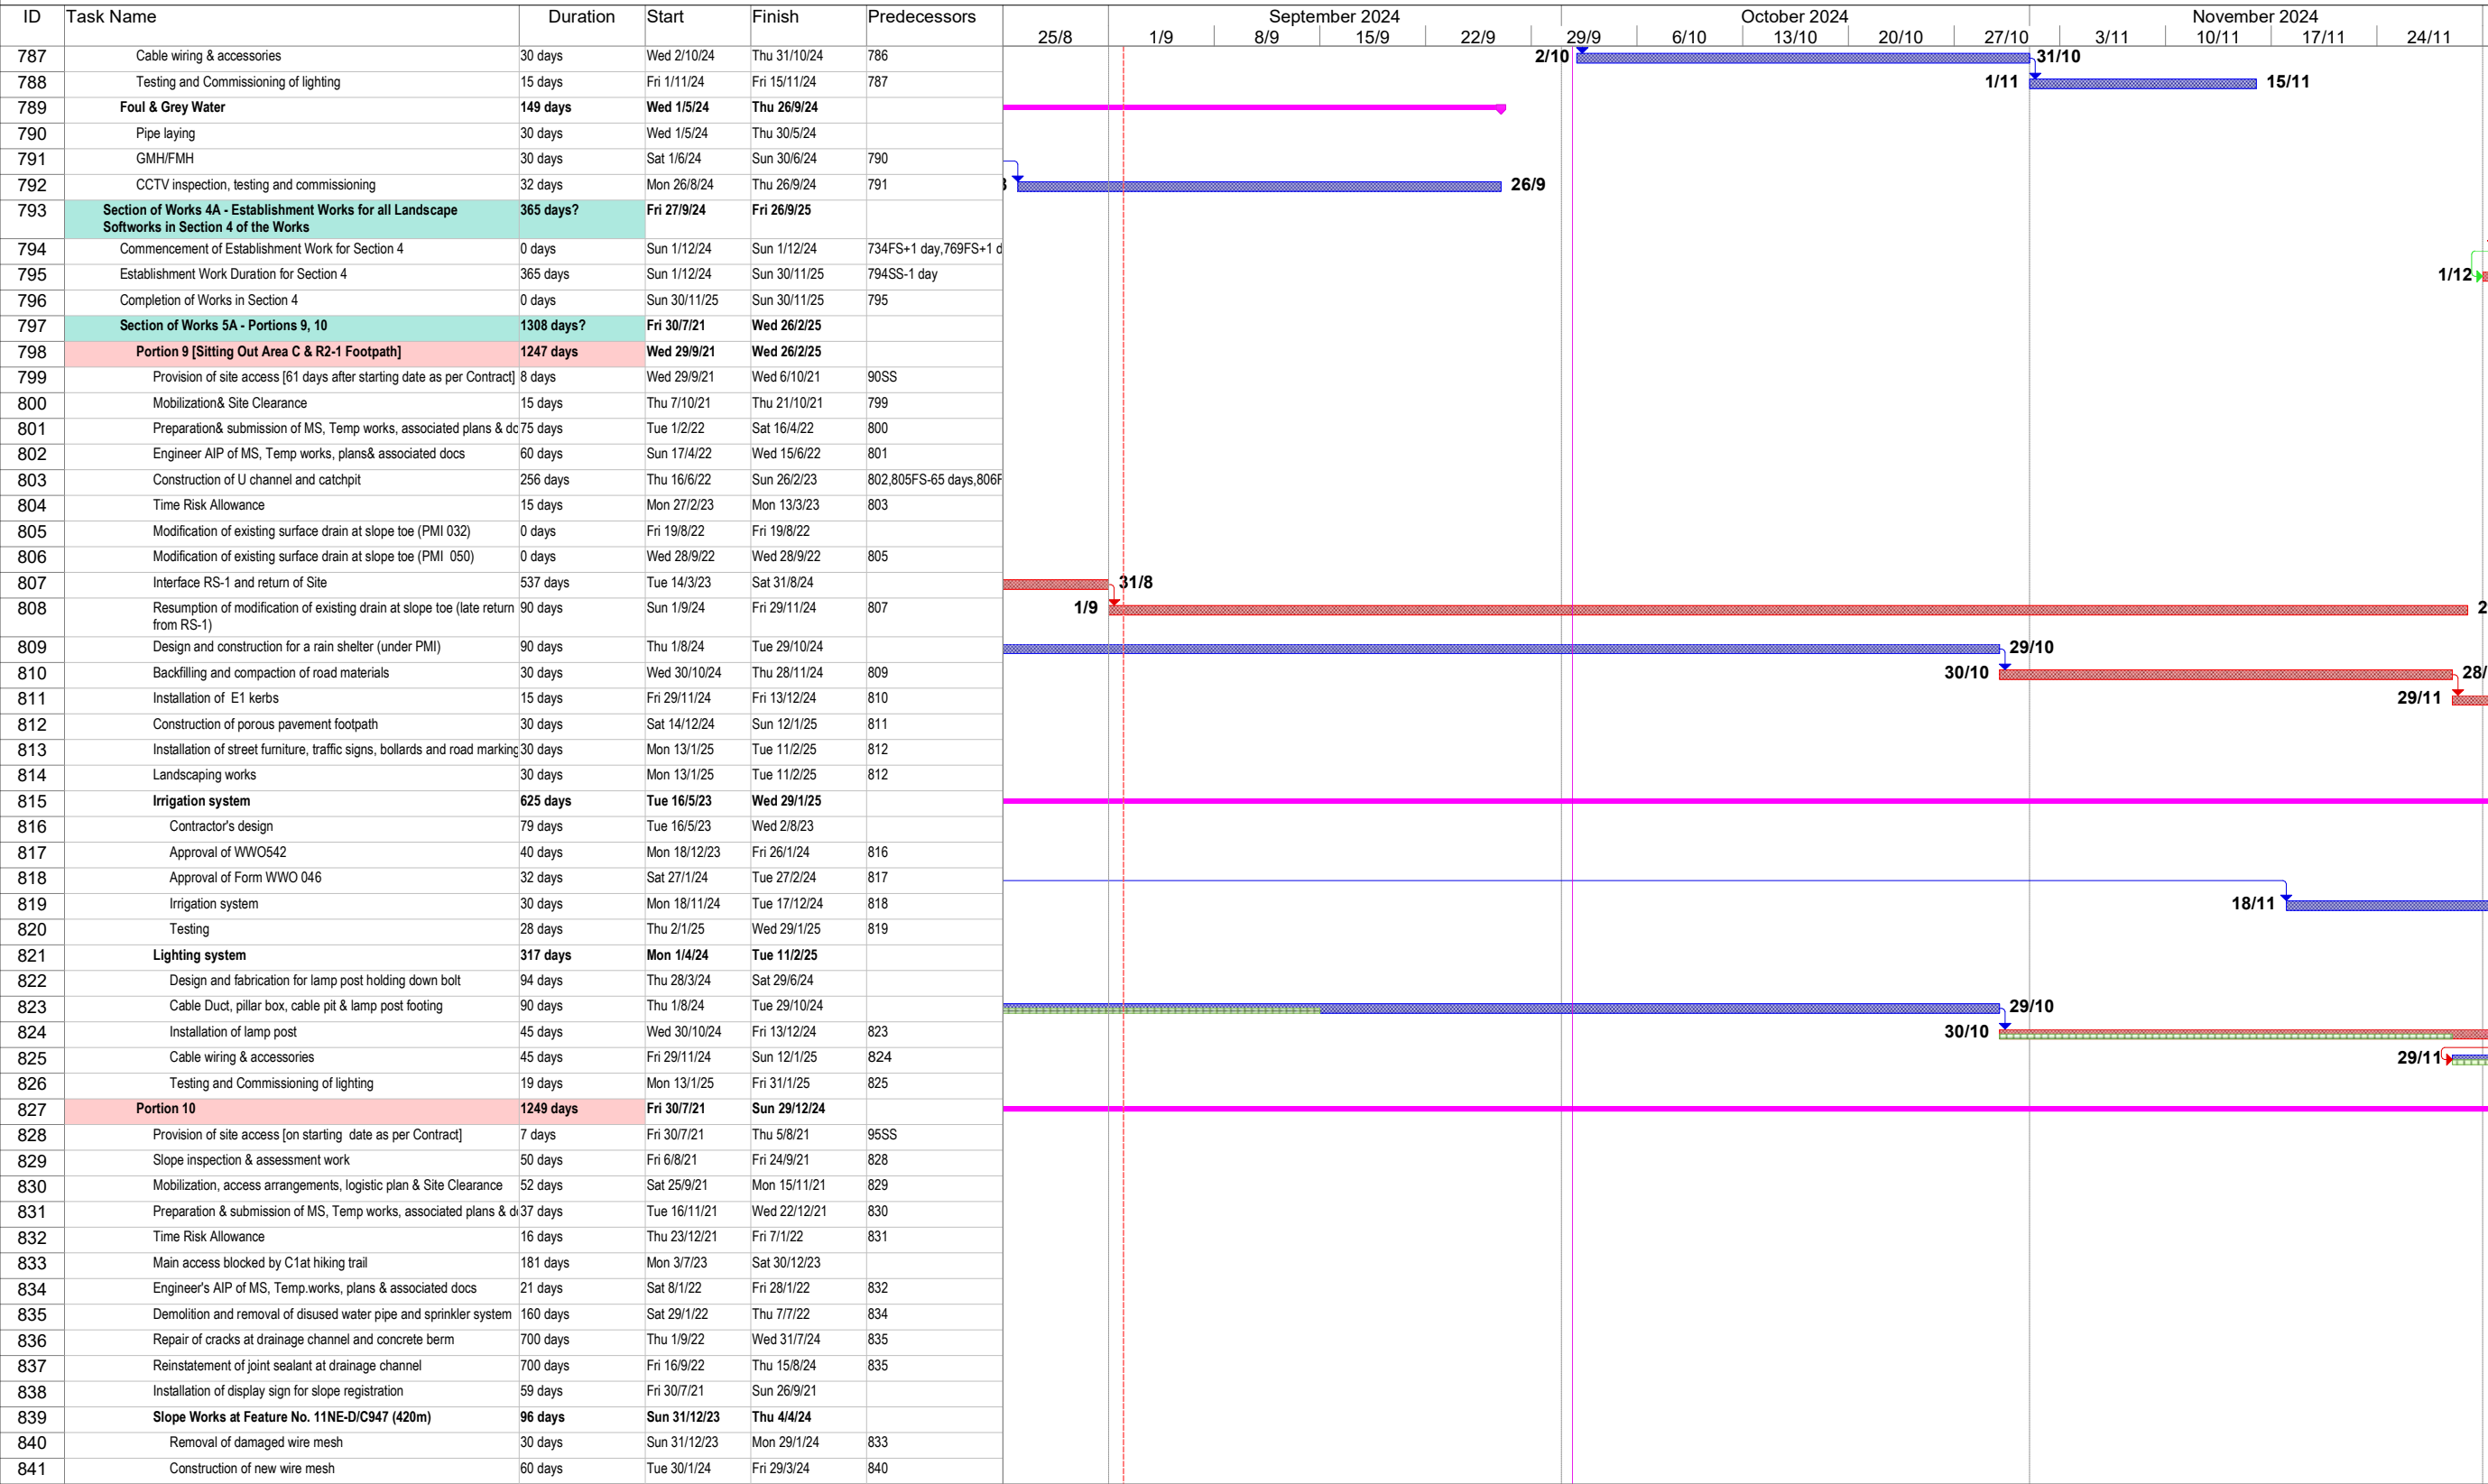 ID Task Name Duration Start Finish Predecessors September 2024 October 2024 November 2024
25/8 1/9 8/9 15/9 22/9 29/9 6/10 13/10 20/10 27/10 3/11 10/11 17/11 24/11
787 Cable wiring & accessories 30 days Wed 2/10/24 Thu 31/10/24 786 2/10 31/10
788 Testing and Commissioning of lighting 15 days Fri 1/11/24 Fri 15/11/24 787 1/11 15/11
789 Foul & Grey Water 149 days Wed 1/5/24 Thu 26/9/24
790 Pipe laying 30 days Wed 1/5/24 Thu 30/5/24
791 GMH/FMH 30 days Sat 1/6/24 Sun 30/6/24 790
792 CCTV inspection, testing and commissioning 32 days Mon 26/8/24 Thu 26/9/24 791 26/9
793 Section of Works 4A - Establishment Works for all Landscape 365 days? Fri 27/9/24 Fri 26/9/25
Softworks in Section 4 of the Works
794 Commencement of Establishment Work for Section 4 0 days Sun 1/12/24 Sun 1/12/24 734FS+1 day,769FS+1 d
795 Establishment Work Duration for Section 4 365 days Sun 1/12/24 Sun 30/11/25 794SS-1 day 1/12
796 Completion of Works in Section 4 0 days Sun 30/11/25 Sun 30/11/25 795
797 Section of Works 5A - Portions 9, 10 1308 days? Fri 30/7/21 Wed 26/2/25
798 Portion 9 [Sitting Out Area C & R2-1 Footpath] 1247 days Wed 29/9/21 Wed 26/2/25
799 Provision of site access [61 days after starting date as per Contract] 8 days Wed 29/9/21 Wed 6/10/21 90SS
800 Mobilization& Site Clearance 15 days Thu 7/10/21 Thu 21/10/21 799
801 Preparation& submission of MS, Temp works, associated plans & dc 75 days Tue 1/2/22 Sat 16/4/22 800
802 Engineer AIP of MS, Temp works, plans& associated docs 60 days Sun 17/4/22 Wed 15/6/22 801
803 Construction of U channel and catchpit 256 days Thu 16/6/22 Sun 26/2/23 802,805FS-65 days,806F
804 Time Risk Allowance 15 days Mon 27/2/23 Mon 13/3/23 803
805 Modification of existing surface drain at slope toe (PMI 032) 0 days Fri 19/8/22 Fri 19/8/22
806 Modification of existing surface drain at slope toe (PMI 050) 0 days Wed 28/9/22 Wed 28/9/22 805
807 Interface RS-1 and return of Site 537 days Tue 14/3/23 Sat 31/8/24 31/8
808 Resumption of modification of existing drain at slope toe (late return 90 days Sun 1/9/24 Fri 29/11/24 807 1/9 2
from RS-1)
809 Design and construction for a rain shelter (under PMI) 90 days Thu 1/8/24 Tue 29/10/24 29/10
810 Backfilling and compaction of road materials 30 days Wed 30/10/24 Thu 28/11/24 809 30/10 28/
811 Installation of E1 kerbs 15 days Fri 29/11/24 Fri 13/12/24 810 29/11
812 Construction of porous pavement footpath 30 days Sat 14/12/24 Sun 12/1/25 811
813 Installation of street furniture, traffic signs, bollards and road marking 30 days Mon 13/1/25 Tue 11/2/25 812
814 Landscaping works 30 days Mon 13/1/25 Tue 11/2/25 812
815 Irrigation system 625 days Tue 16/5/23 Wed 29/1/25
816 Contractor's design 79 days Tue 16/5/23 Wed 2/8/23
817 Approval of WWO542 40 days Mon 18/12/23 Fri 26/1/24 816
818 Approval of Form WWO 046 32 days Sat 27/1/24 Tue 27/2/24 817
819 Irrigation system 30 days Mon 18/11/24 Tue 17/12/24 818 18/11
820 Testing 28 days Thu 2/1/25 Wed 29/1/25 819
821 Lighting system 317 days Mon 1/4/24 Tue 11/2/25
822 Design and fabrication for lamp post holding down bolt 94 days Thu 28/3/24 Sat 29/6/24
823 Cable Duct, pillar box, cable pit & lamp post footing 90 days Thu 1/8/24 Tue 29/10/24 29/10
824 Installation of lamp post 45 days Wed 30/10/24 Fri 13/12/24 823 30/10
825 Cable wiring & accessories 45 days Fri 29/11/24 Sun 12/1/25 824 29/11
826 Testing and Commissioning of lighting 19 days Mon 13/1/25 Fri 31/1/25 825
827 Portion 10 1249 days Fri 30/7/21 Sun 29/12/24
828 Provision of site access [on starting date as per Contract] 7 days Fri 30/7/21 Thu 5/8/21 95SS
829 Slope inspection & assessment work 50 days Fri 6/8/21 Fri 24/9/21 828
830 Mobilization, access arrangements, logistic plan & Site Clearance 52 days Sat 25/9/21 Mon 15/11/21 829
831 Preparation & submission of MS, Temp works, associated plans & d 37 days Tue 16/11/21 Wed 22/12/21 830
832 Time Risk Allowance 16 days Thu 23/12/21 Fri 7/1/22 831
833 Main access blocked by C1at hiking trail 181 days Mon 3/7/23 Sat 30/12/23
834 Engineer's AIP of MS, Temp.works, plans & associated docs 21 days Sat 8/1/22 Fri 28/1/22 832
835 Demolition and removal of disused water pipe and sprinkler system 160 days Sat 29/1/22 Thu 7/7/22 834
836 Repair of cracks at drainage channel and concrete berm 700 days Thu 1/9/22 Wed 31/7/24 835
837 Reinstatement of joint sealant at drainage channel 700 days Fri 16/9/22 Thu 15/8/24 835
838 Installation of display sign for slope registration 59 days Fri 30/7/21 Sun 26/9/21
839 Slope Works at Feature No. 11NE-D/C947 (420m) 96 days Sun 31/12/23 Thu 4/4/24
840 Removal of damaged wire mesh 30 days Sun 31/12/23 Mon 29/1/24 833
841 Construction of new wire mesh 60 days Tue 30/1/24 Fri 29/3/24 840